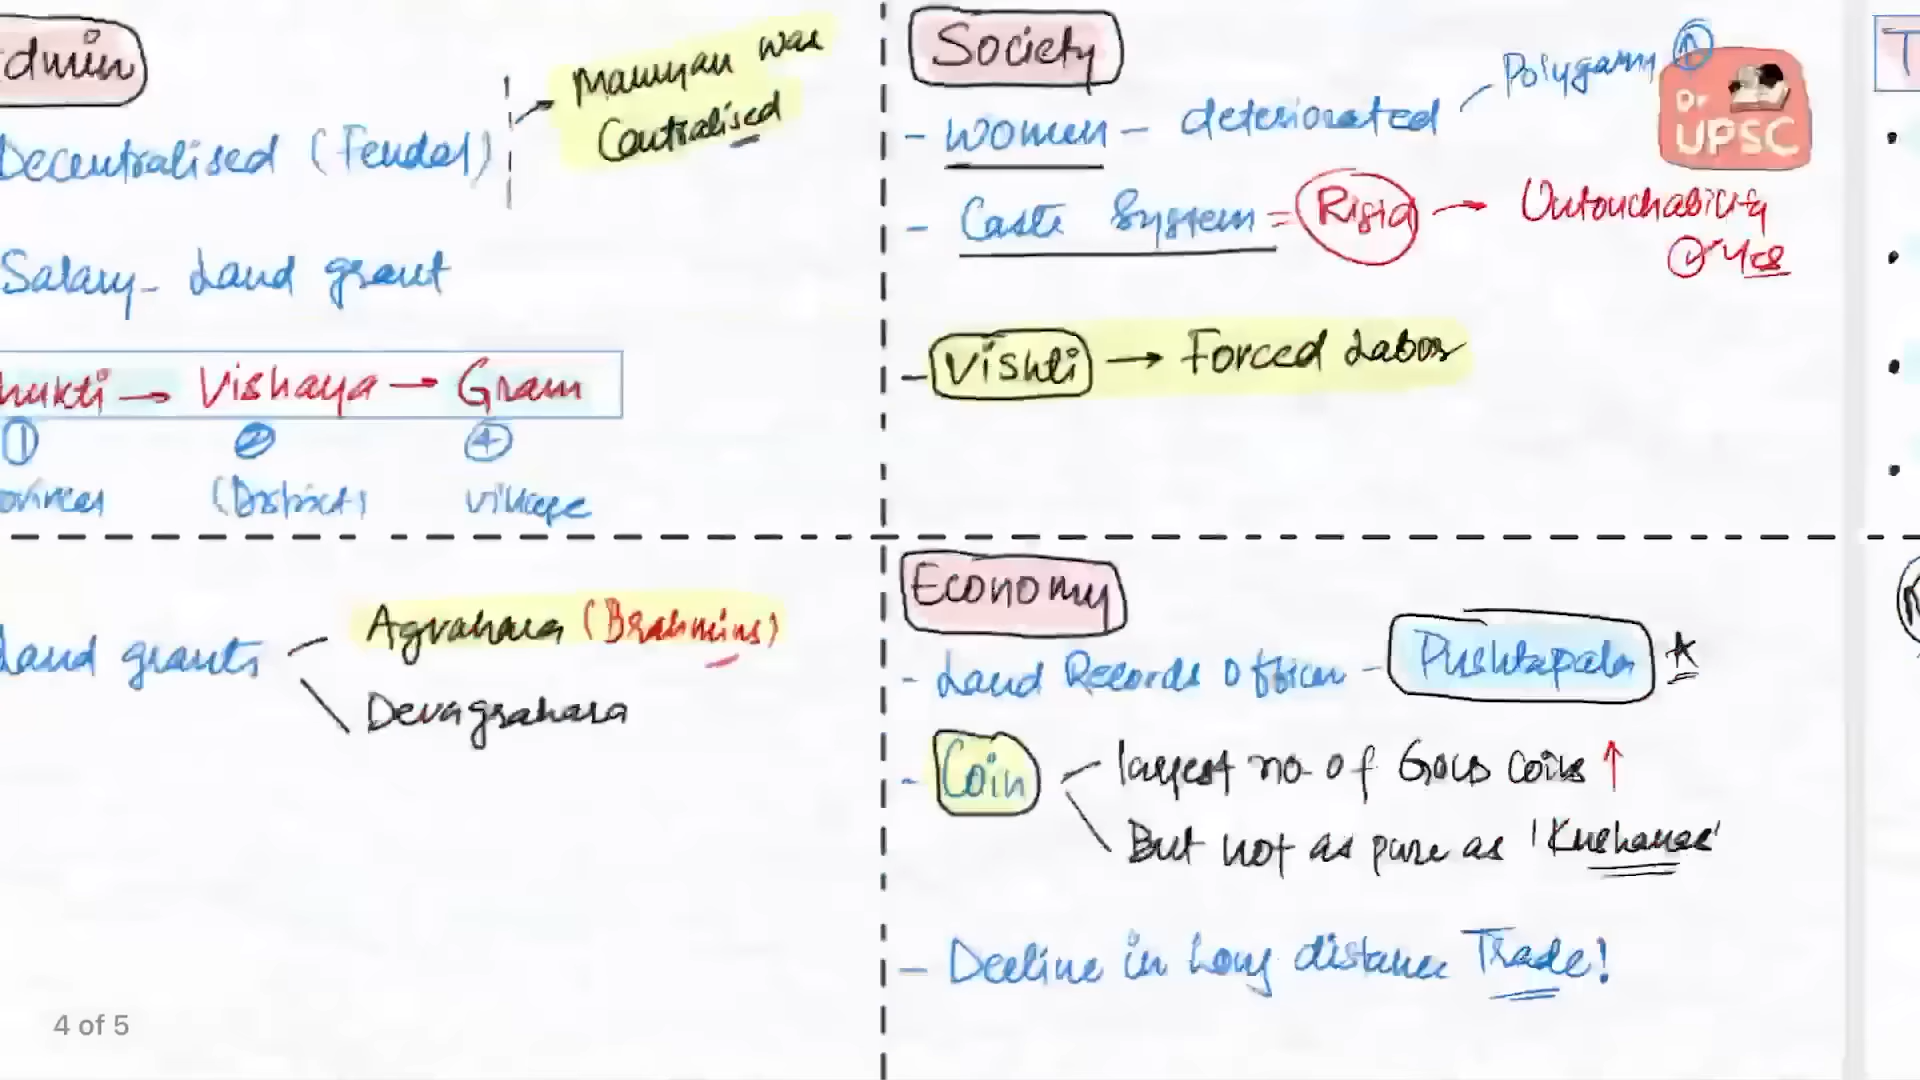 dmin
Mauryan was
Centralised
Decentralised (Feudal)
Salary - Land grant
hukti → Vishaya → Gram
① ② ④
ovinces (District) village
Society
- Women - deteriorated
Polygamy ↑
Dr
UPSC
- Caste System = Rigid → Untouchability
Yes
- Vishti → Forced Labor
Land grants
Agrahara (Brahmins)
Devagrahara
Economy
- Land Records Officer - Pushtapala
- Coin
largest no. of Gold Coins ↑
But not as pure as 'Kushanas'
- Decline in Long distance Trade!
4 of 5
T